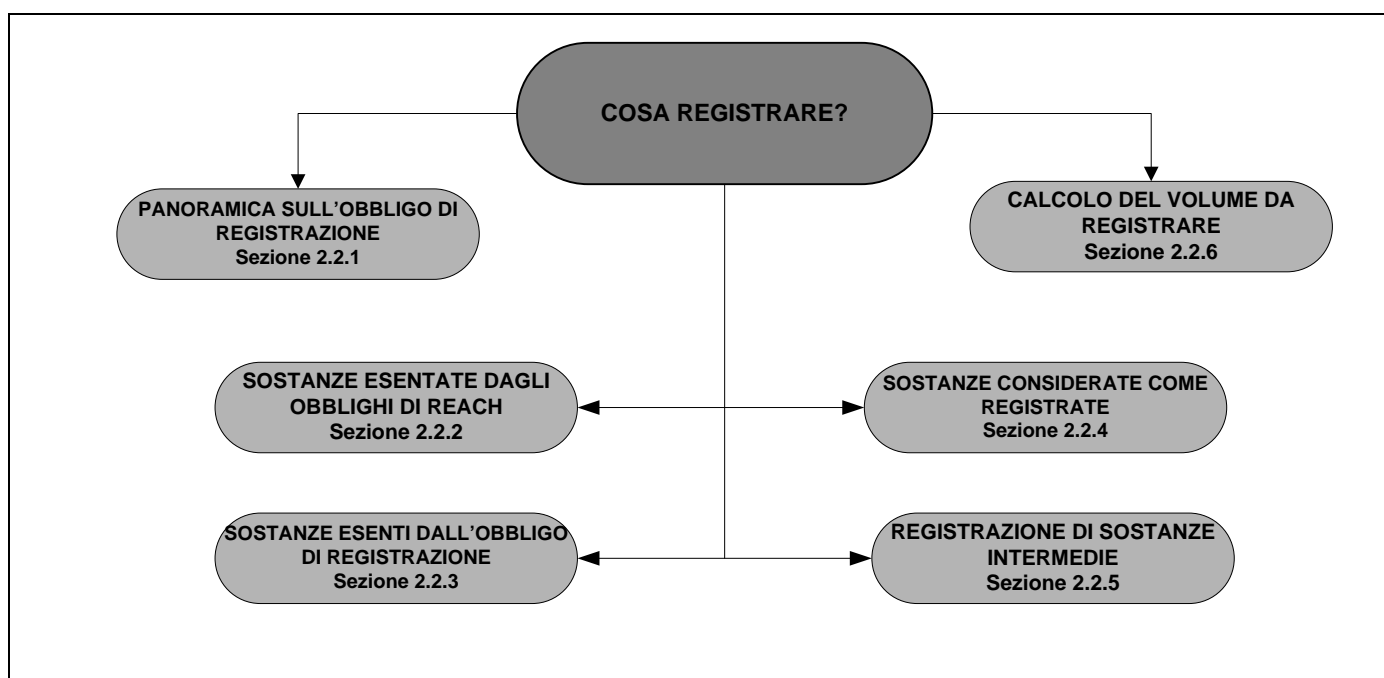 COSA REGISTRARE?
PANORAMICA SULL’OBBLIGO DI
REGISTRAZIONE
Sezione 2.2.1
CALCOLO DEL VOLUME DA
REGISTRARE
Sezione 2.2.6
SOSTANZE ESENTATE DAGLI
OBBLIGHI DI REACH
Sezione 2.2.2
SOSTANZE CONSIDERATE COME
REGISTRATE
Sezione 2.2.4
SOSTANZE ESENTI DALL’OBBLIGO
DI REGISTRAZIONE
Sezione 2.2.3
REGISTRAZIONE DI SOSTANZE
INTERMEDIE
Sezione 2.2.5